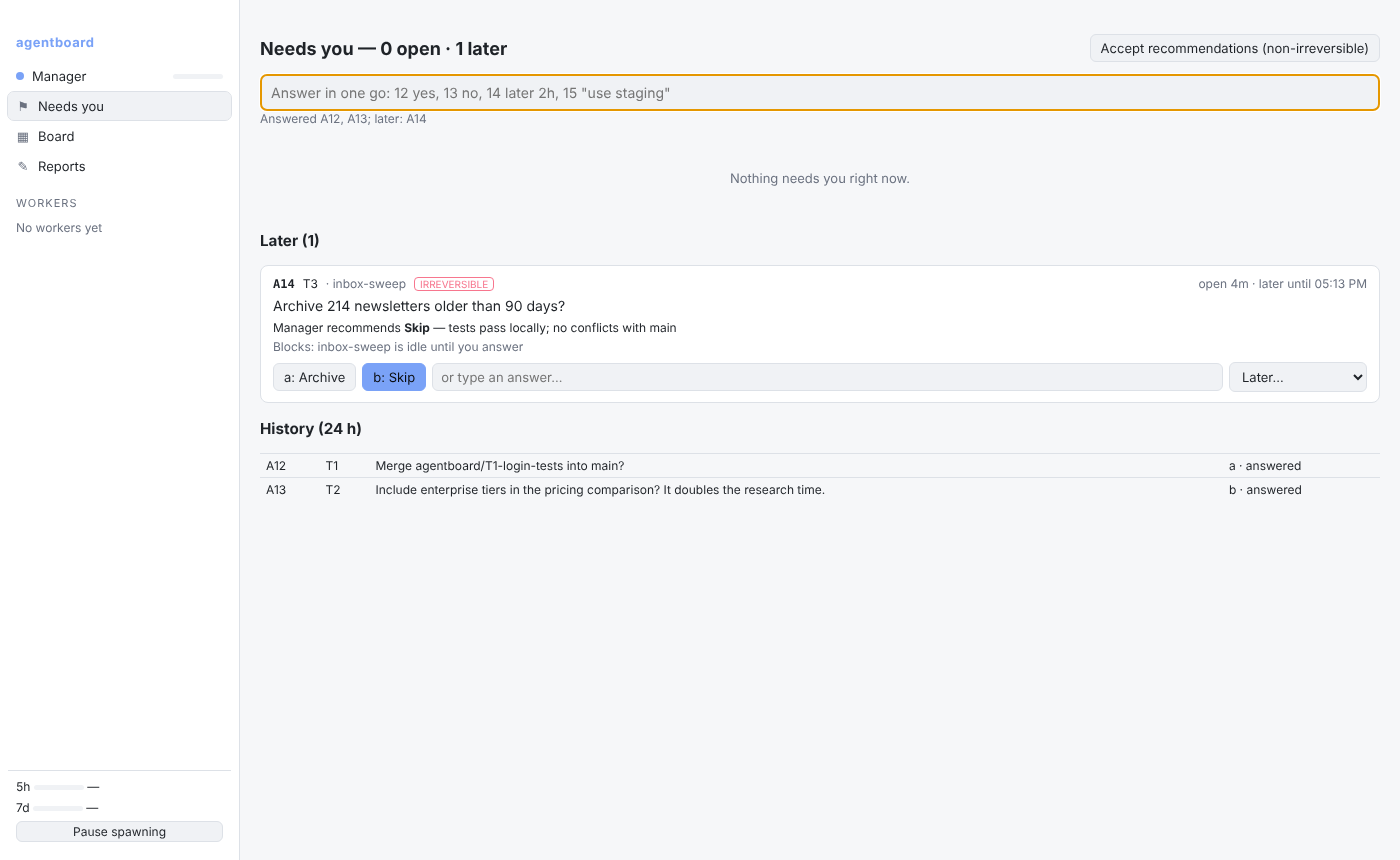 agentboard
Manager
Needs you
Board
Reports
WORKERS
No workers yet
5h —
7d —
Pause spawning
Needs you — 0 open · 1 later
Accept recommendations (non-irreversible)
Answer in one go: 12 yes, 13 no, 14 later 2h, 15 "use staging"
Answered A12, A13; later: A14
Nothing needs you right now.
Later (1)
A14 T3 · inbox-sweep IRREVERSIBLE open 4m · later until 05:13 PM
Archive 214 newsletters older than 90 days?
Manager recommends Skip — tests pass locally; no conflicts with main
Blocks: inbox-sweep is idle until you answer
a: Archive b: Skip or type an answer... Later...
History (24 h)
A12 T1 Merge agentboard/T1-login-tests into main? a · answered
A13 T2 Include enterprise tiers in the pricing comparison? It doubles the research time. b · answered